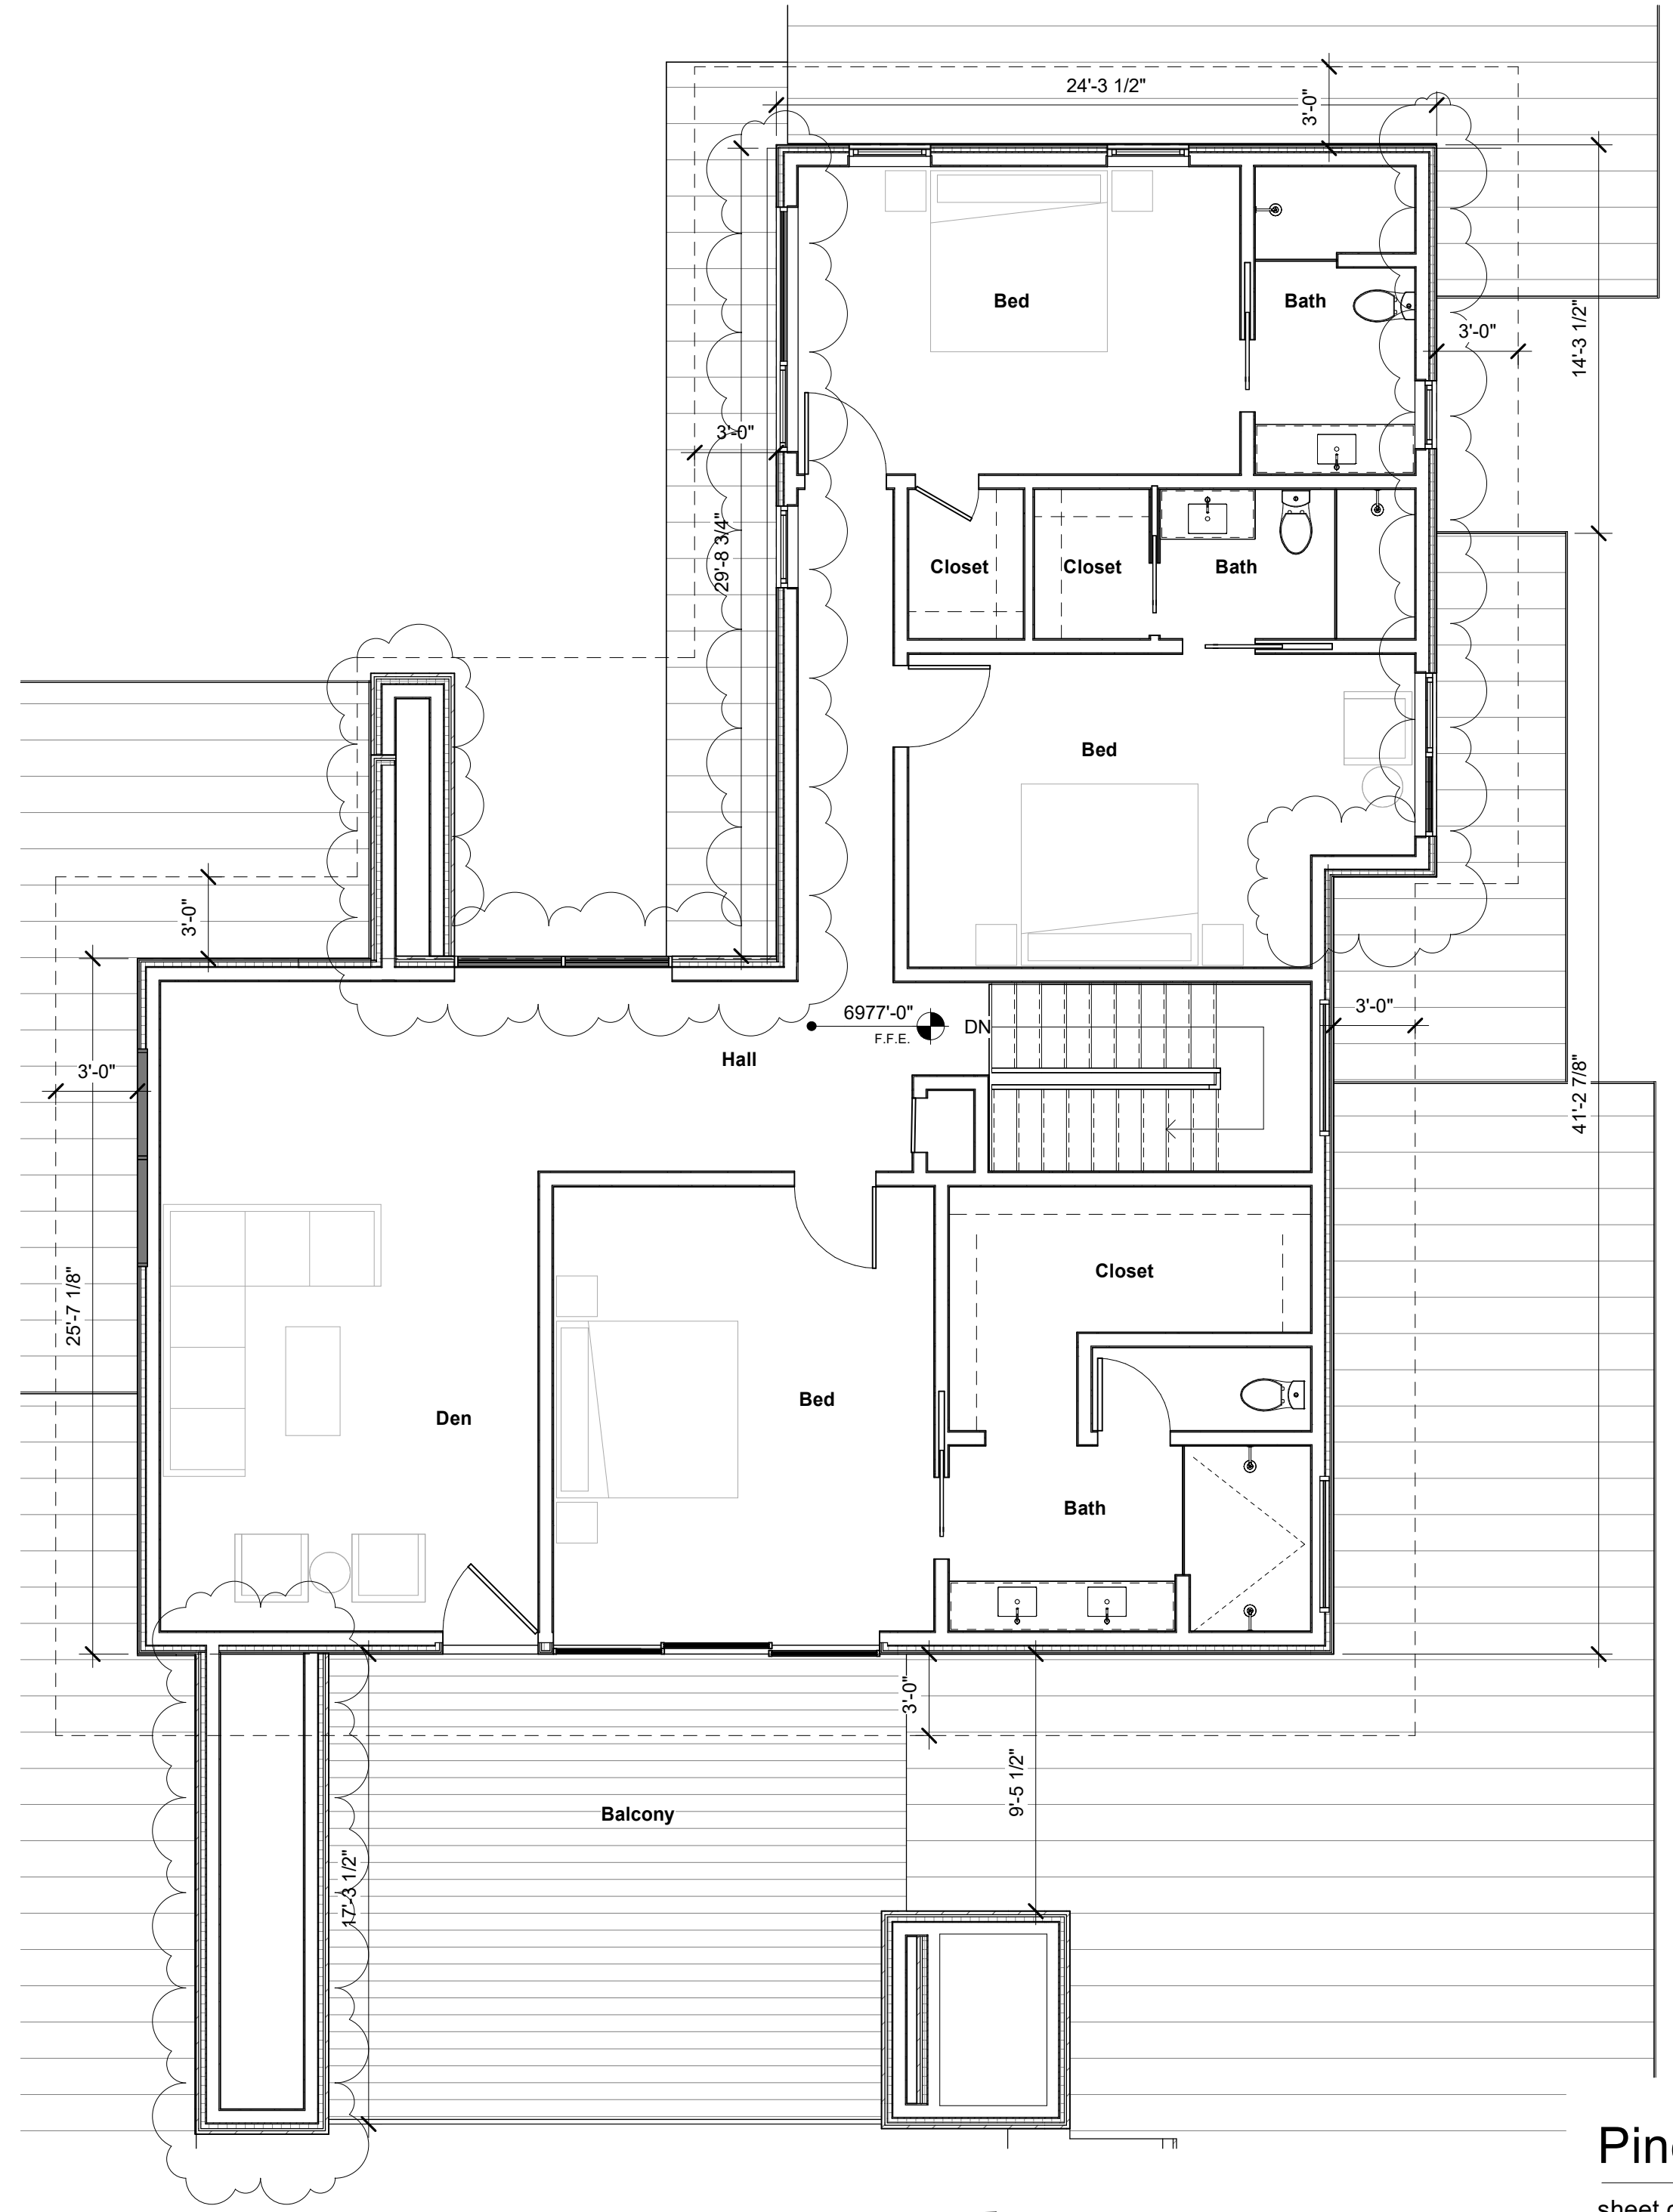 24'-3 1/2"
3'-0"
Bed
Bath
3'-0"
14'-3 1/2"
3'-0"
29'-8 3/4"
Closet
Closet
Bath
Bed
3'-0"
6977'-0"
F.F.E.
DN
3'-0"
Hall
3'-0"
41'-2 7/8"
Closet
25'-7 1/8"
Bed
Den
Bath
3'-0"
9'-5 1/2"
Balcony
17'-3 1/2"